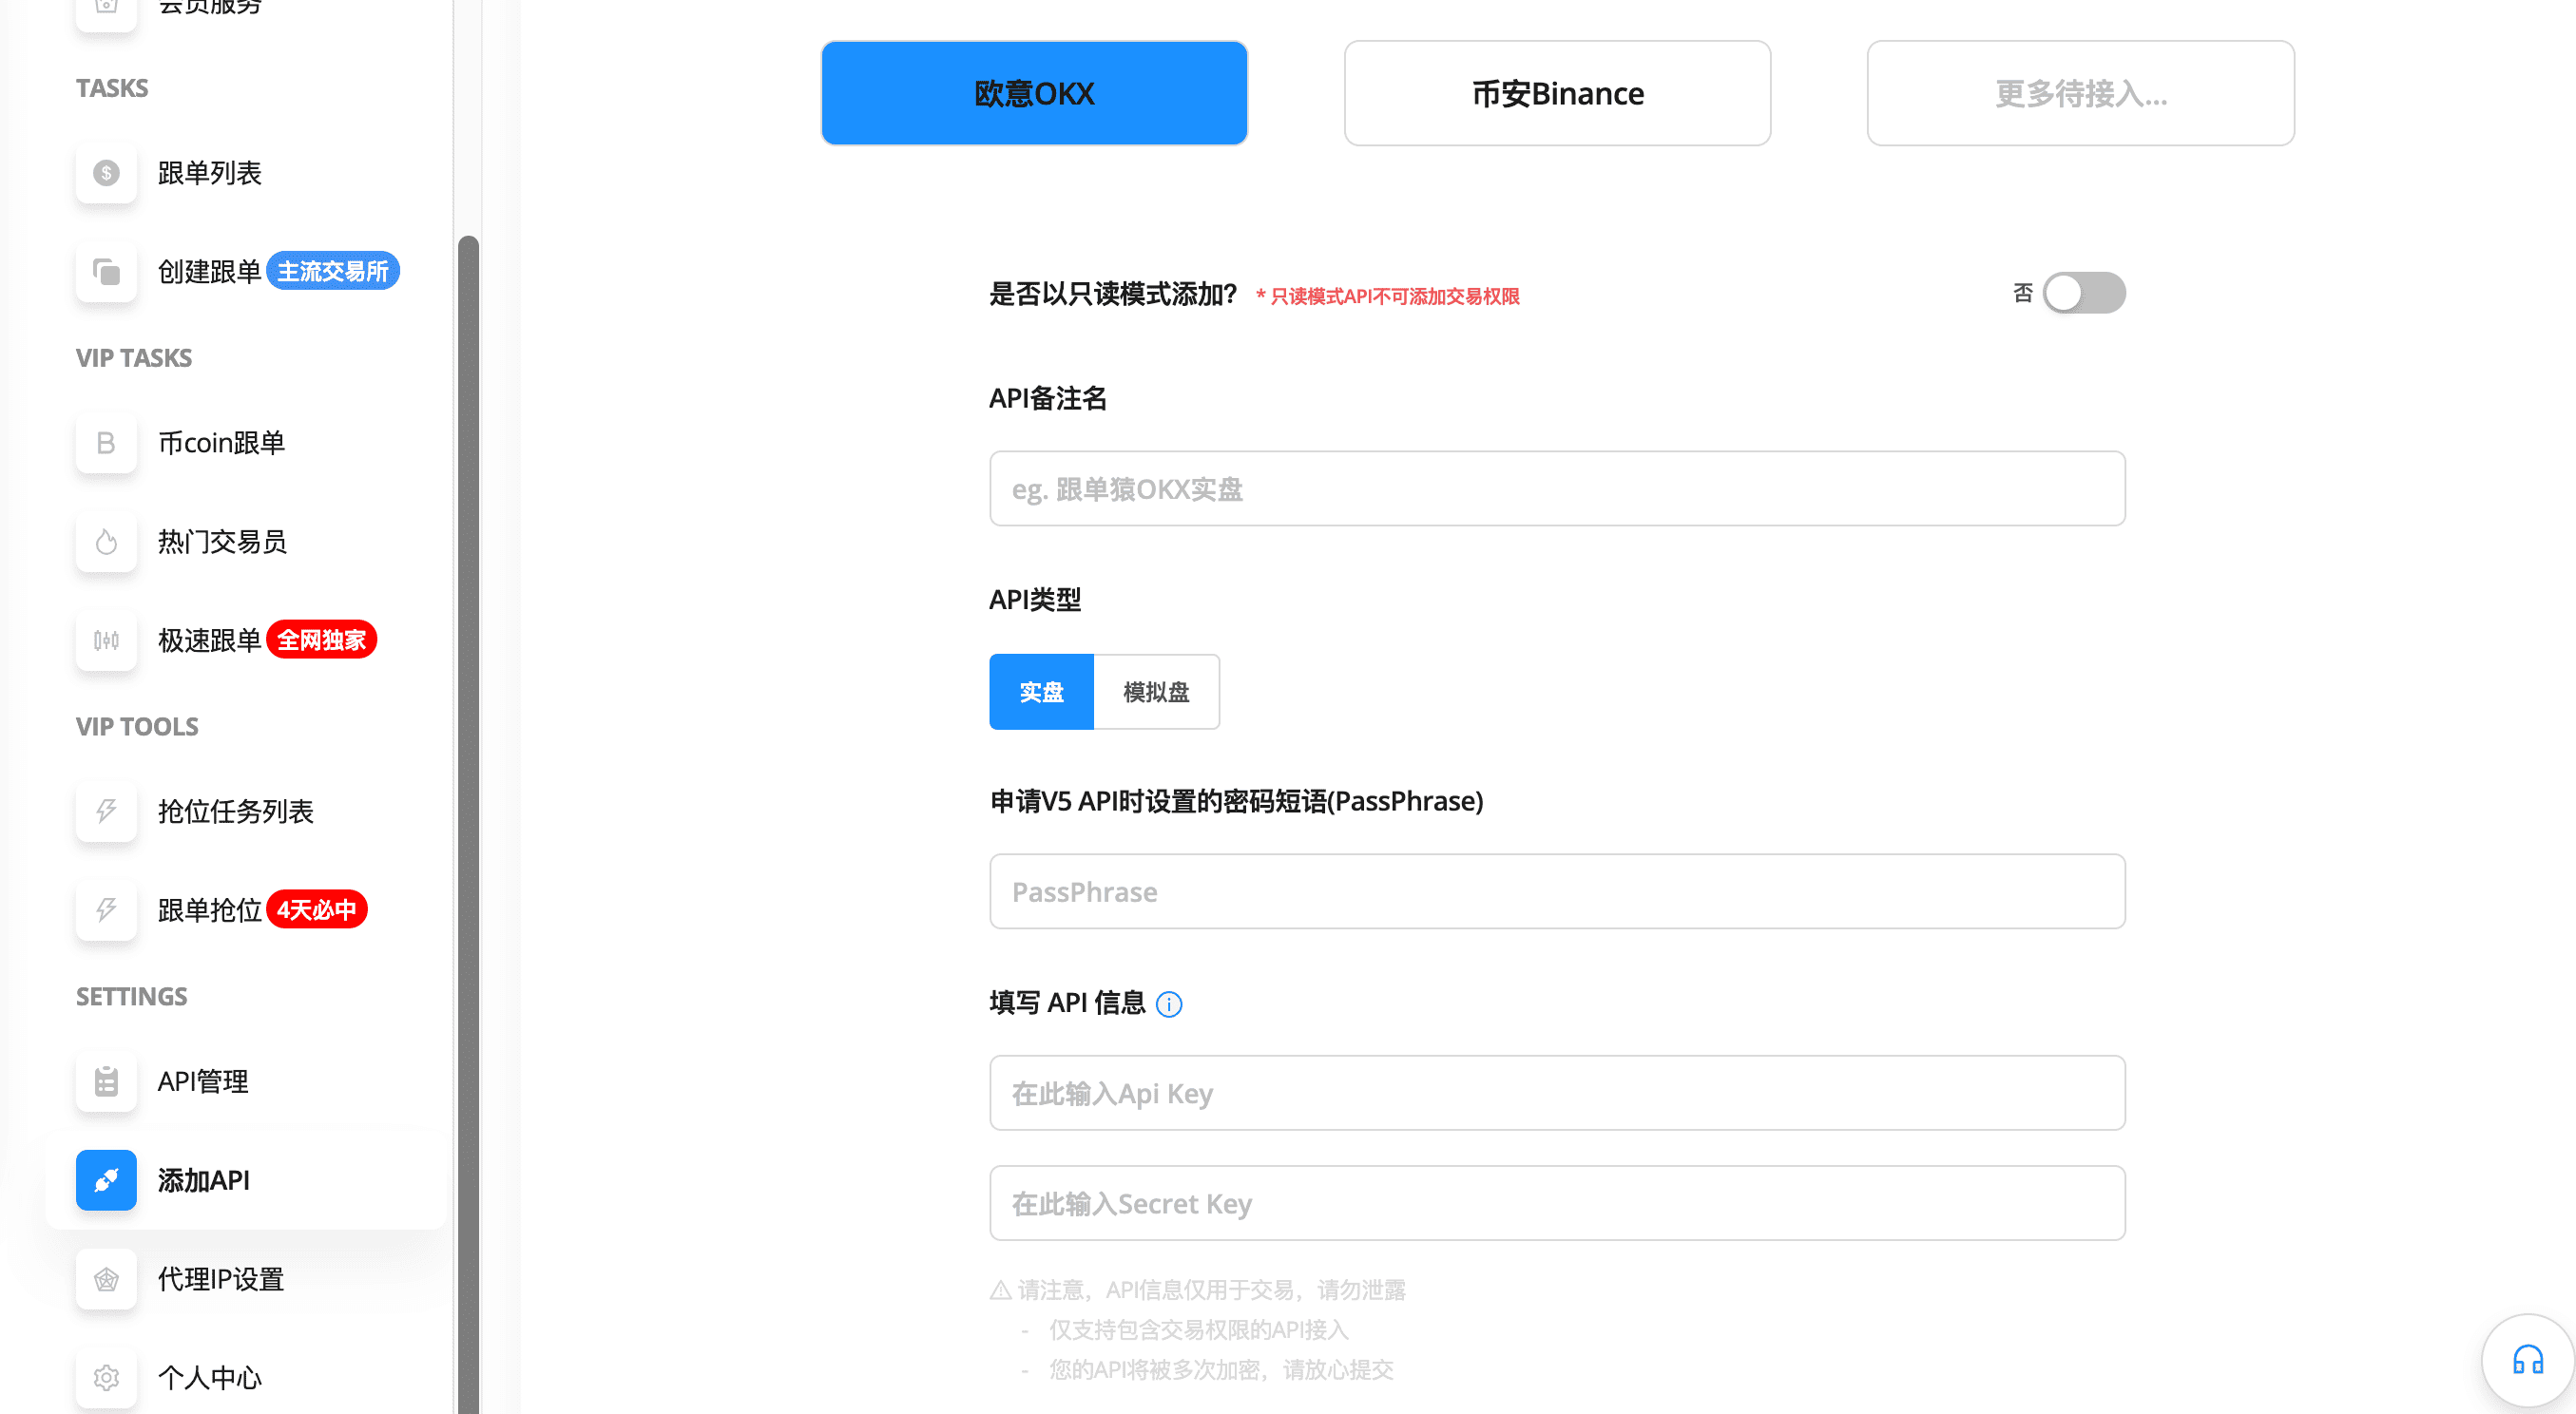 会员服务
TASKS
跟单列表
创建跟单 主流交易所
VIP TASKS
币coin跟单
热门交易员
极速跟单 全网独家
VIP TOOLS
抢位任务列表
跟单抢位 4天必中
SETTINGS
API管理
添加API
代理IP设置
个人中心
欧意OKX
币安Binance
更多待接入...
是否以只读模式添加? * 只读模式API不可添加交易权限
否
API备注名
eg. 跟单猿OKX实盘
API类型
实盘 模拟盘
申请V5 API时设置的密码短语(PassPhrase)
PassPhrase
填写 API 信息
在此输入Api Key
在此输入Secret Key
请注意，API信息仅用于交易，请勿泄露
- 仅支持包含交易权限的API接入
- 您的API将被多次加密，请放心提交